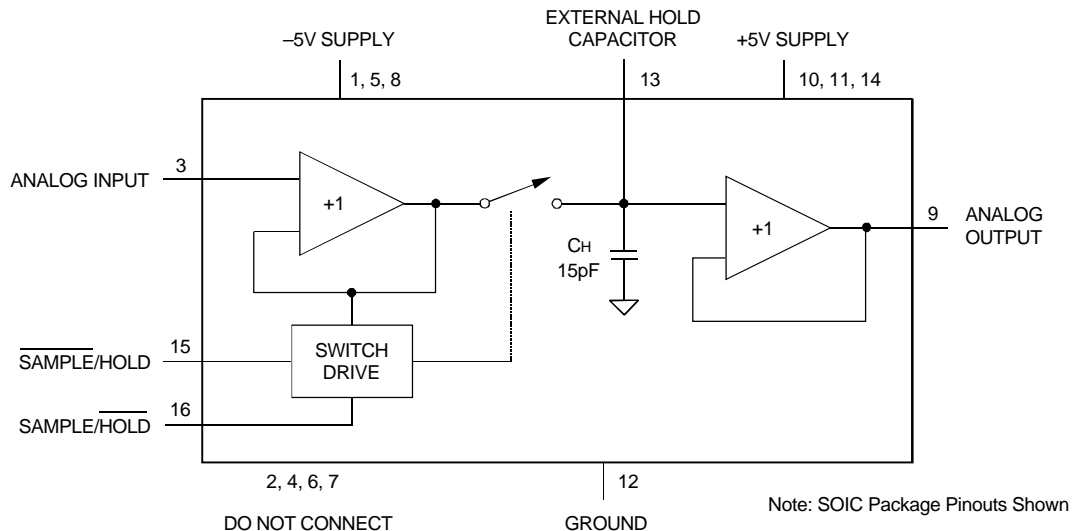 EXTERNAL HOLD
CAPACITOR
–5V SUPPLY
+5V SUPPLY
1, 5, 8
13
10, 11, 14
ANALOG INPUT
3
+1
+1
9
ANALOG
OUTPUT
CH
15pF
SAMPLE/HOLD
15
SWITCH
DRIVE
SAMPLE/HOLD
16
2, 4, 6, 7
12
DO NOT CONNECT
GROUND
Note: SOIC Package Pinouts Shown